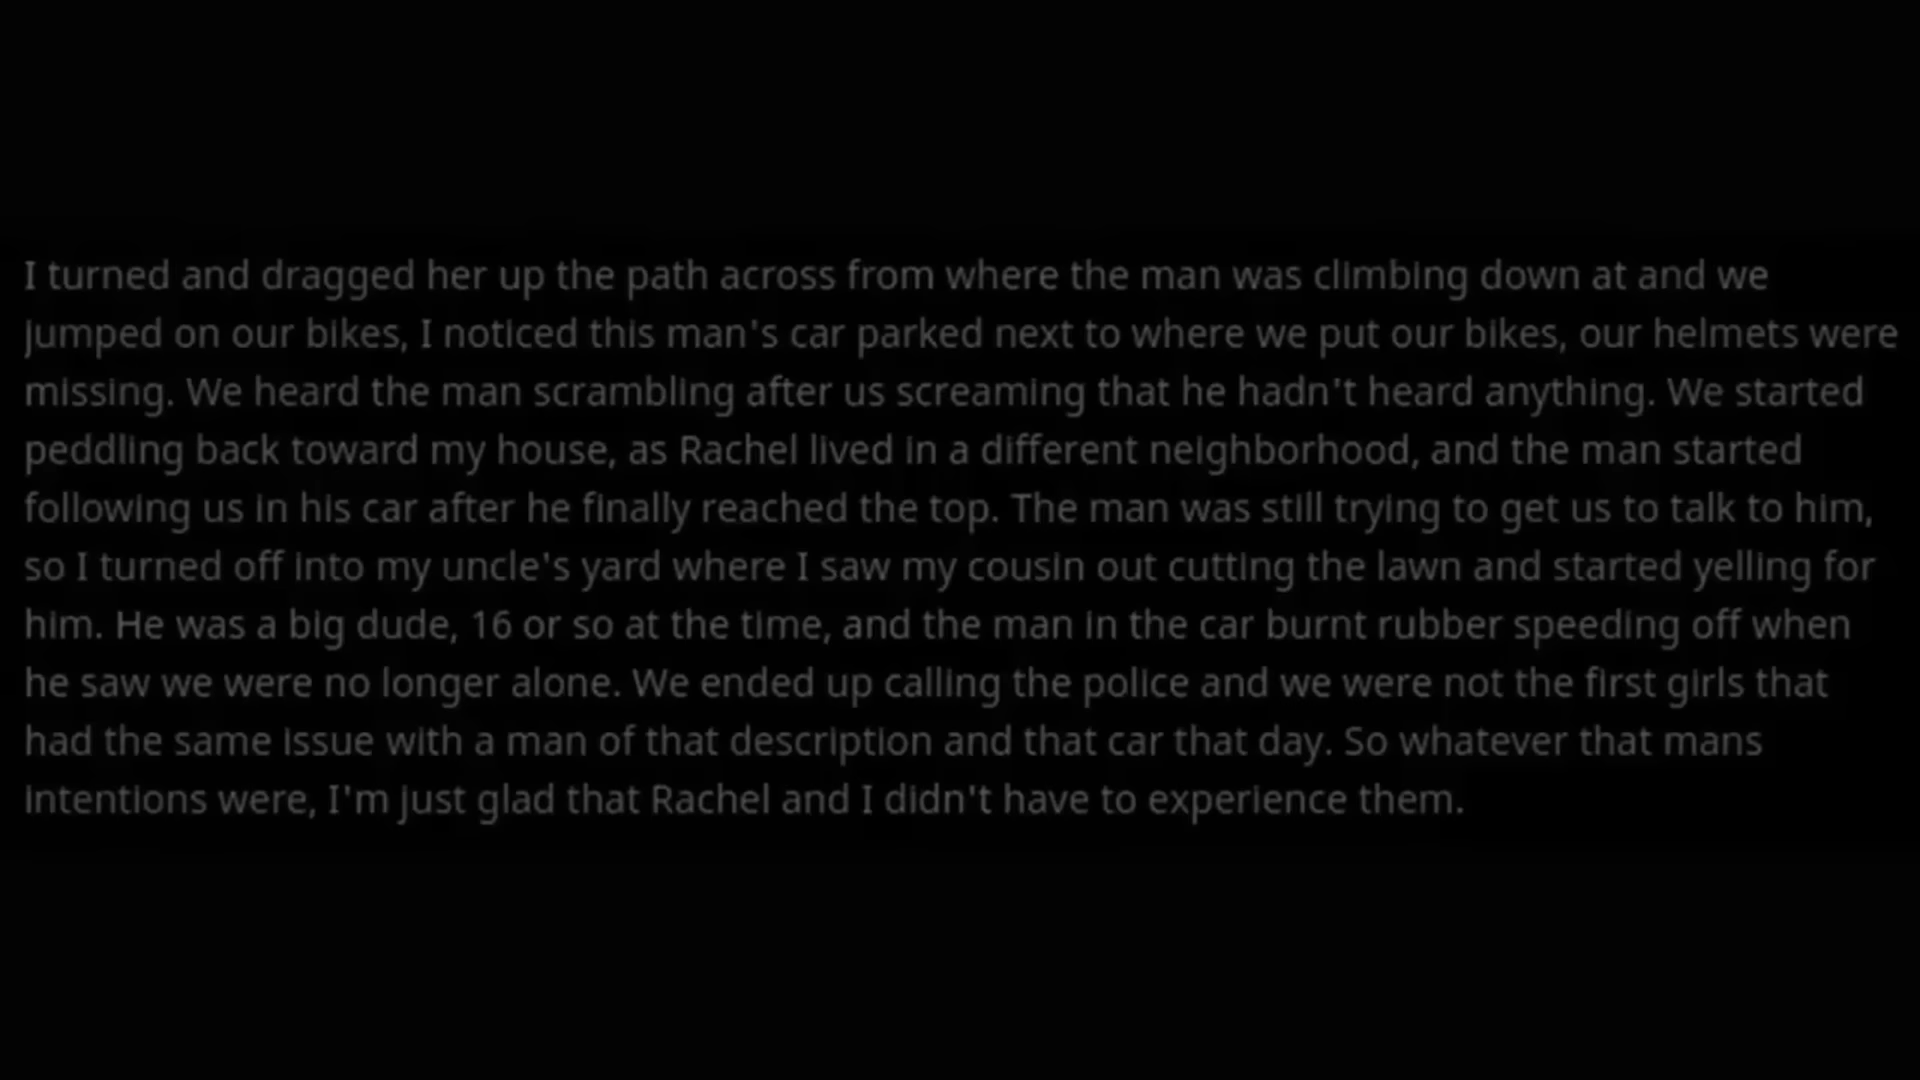 I turned and dragged her up the path across from where the man was climbing down at and we
jumped on our bikes, I noticed this man's car parked next to where we put our bikes, our helmets were
missing. We heard the man scrambling after us screaming that he hadn't heard anything. We started
peddling back toward my house, as Rachel lived in a different neighborhood, and the man started
following us in his car after he finally reached the top. The man was still trying to get us to talk to him,
so I turned off into my uncle's yard where I saw my cousin out cutting the lawn and started yelling for
him. He was a big dude, 16 or so at the time, and the man in the car burnt rubber speeding off when
he saw we were no longer alone. We ended up calling the police and we were not the first girls that
had the same issue with a man of that description and that car that day. So whatever that mans
intentions were, I'm just glad that Rachel and I didn't have to experience them.